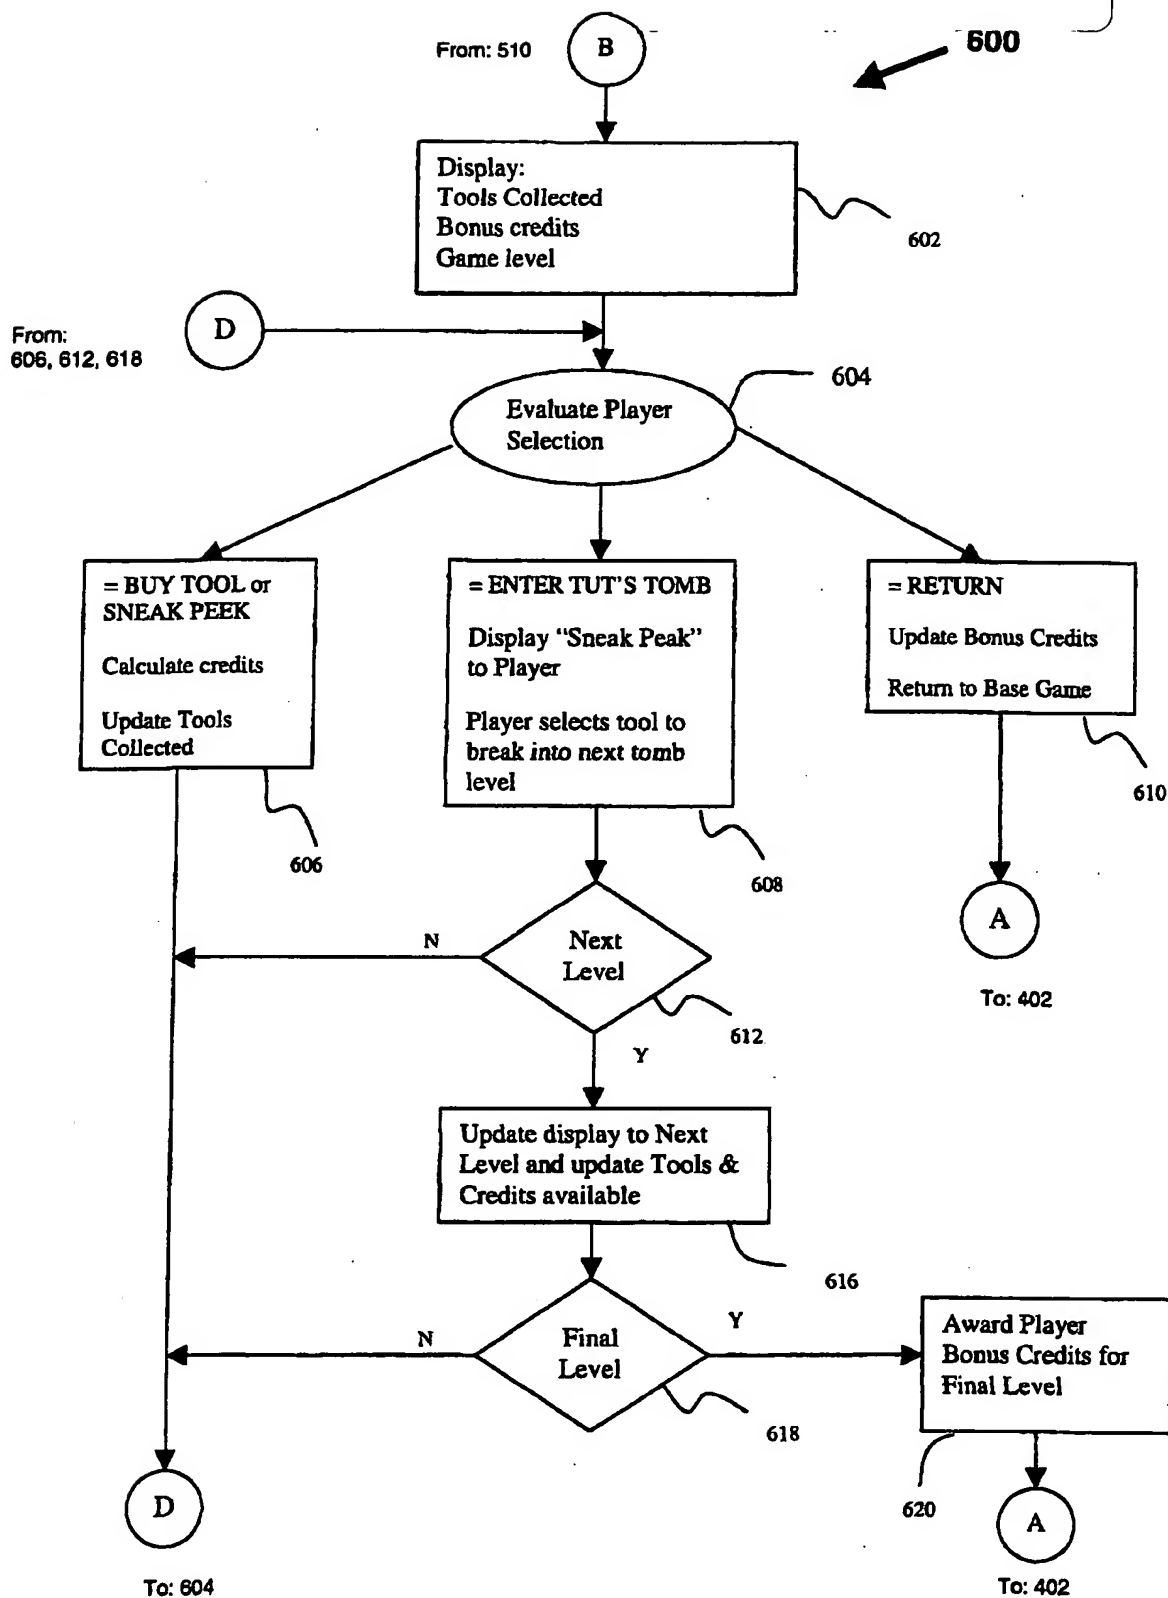 From: 510
B
600
Display:
Tools Collected
Bonus credits
Game level
602
From:
606, 612, 618
D
Evaluate Player
Selection
604
= BUY TOOL or
SNEAK PEEK
Calculate credits
Update Tools
Collected
606
= ENTER TUT'S TOMB
Display “Sneak Peak”
to Player
Player selects tool to
break into next tomb
level
608
= RETURN
Update Bonus Credits
Return to Base Game
610
A
To: 402
Next
Level
N
612
Y
Update display to Next
Level and update Tools &
Credits available
616
Final
Level
N
Y
618
Award Player
Bonus Credits for
Final Level
620
D
To: 604
A
To: 402